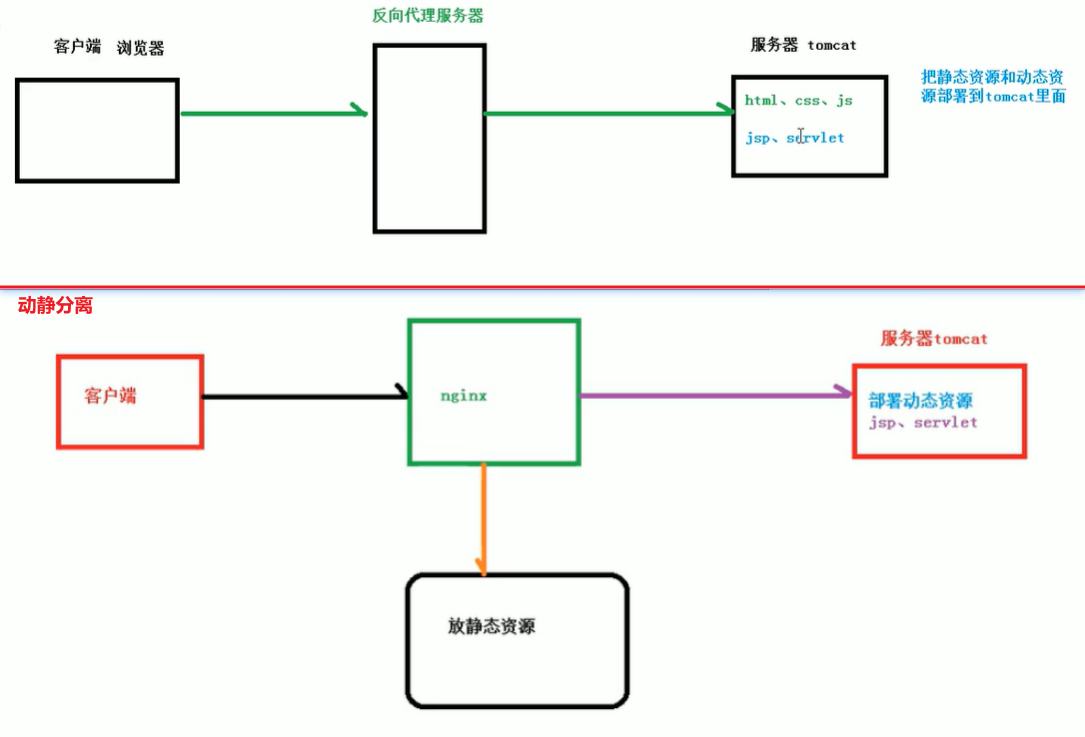 反向代理服务器
客户端 浏览器
服务器 tomcat
把静态资源和动态资
源部署到tomcat里面
html、css、js
jsp、servlet
动静分离
服务器tomcat
客户端
nginx
部署动态资源
jsp、servlet
放静态资源